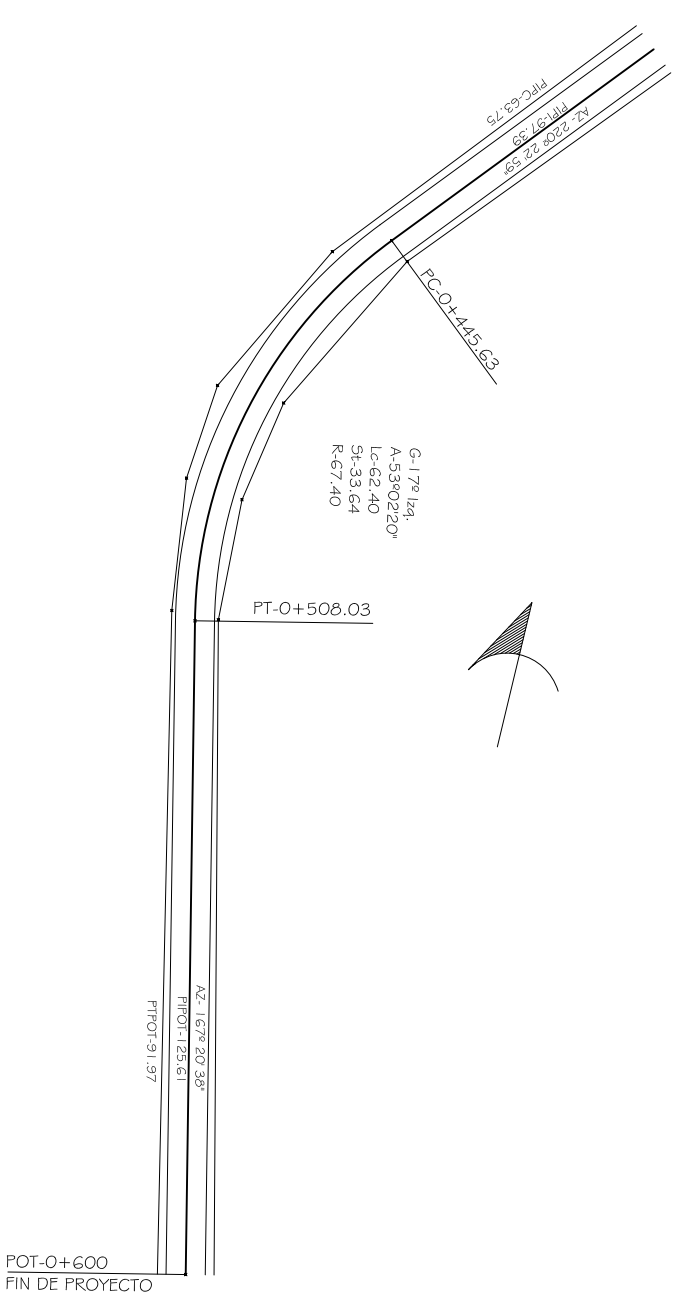 PIPC-63.75
PIPI-97.39
AZ- 220º 22' 59"
PC-0+445.63
G-17º Izq.
A-53º02'20"
Lc-62.40
St-33.64
R-67.40
PT-0+508.03
PTPOT-91.97
PIPOT-125.61
AZ- 167º 20' 38"
POT-0+600
FIN DE PROYECTO